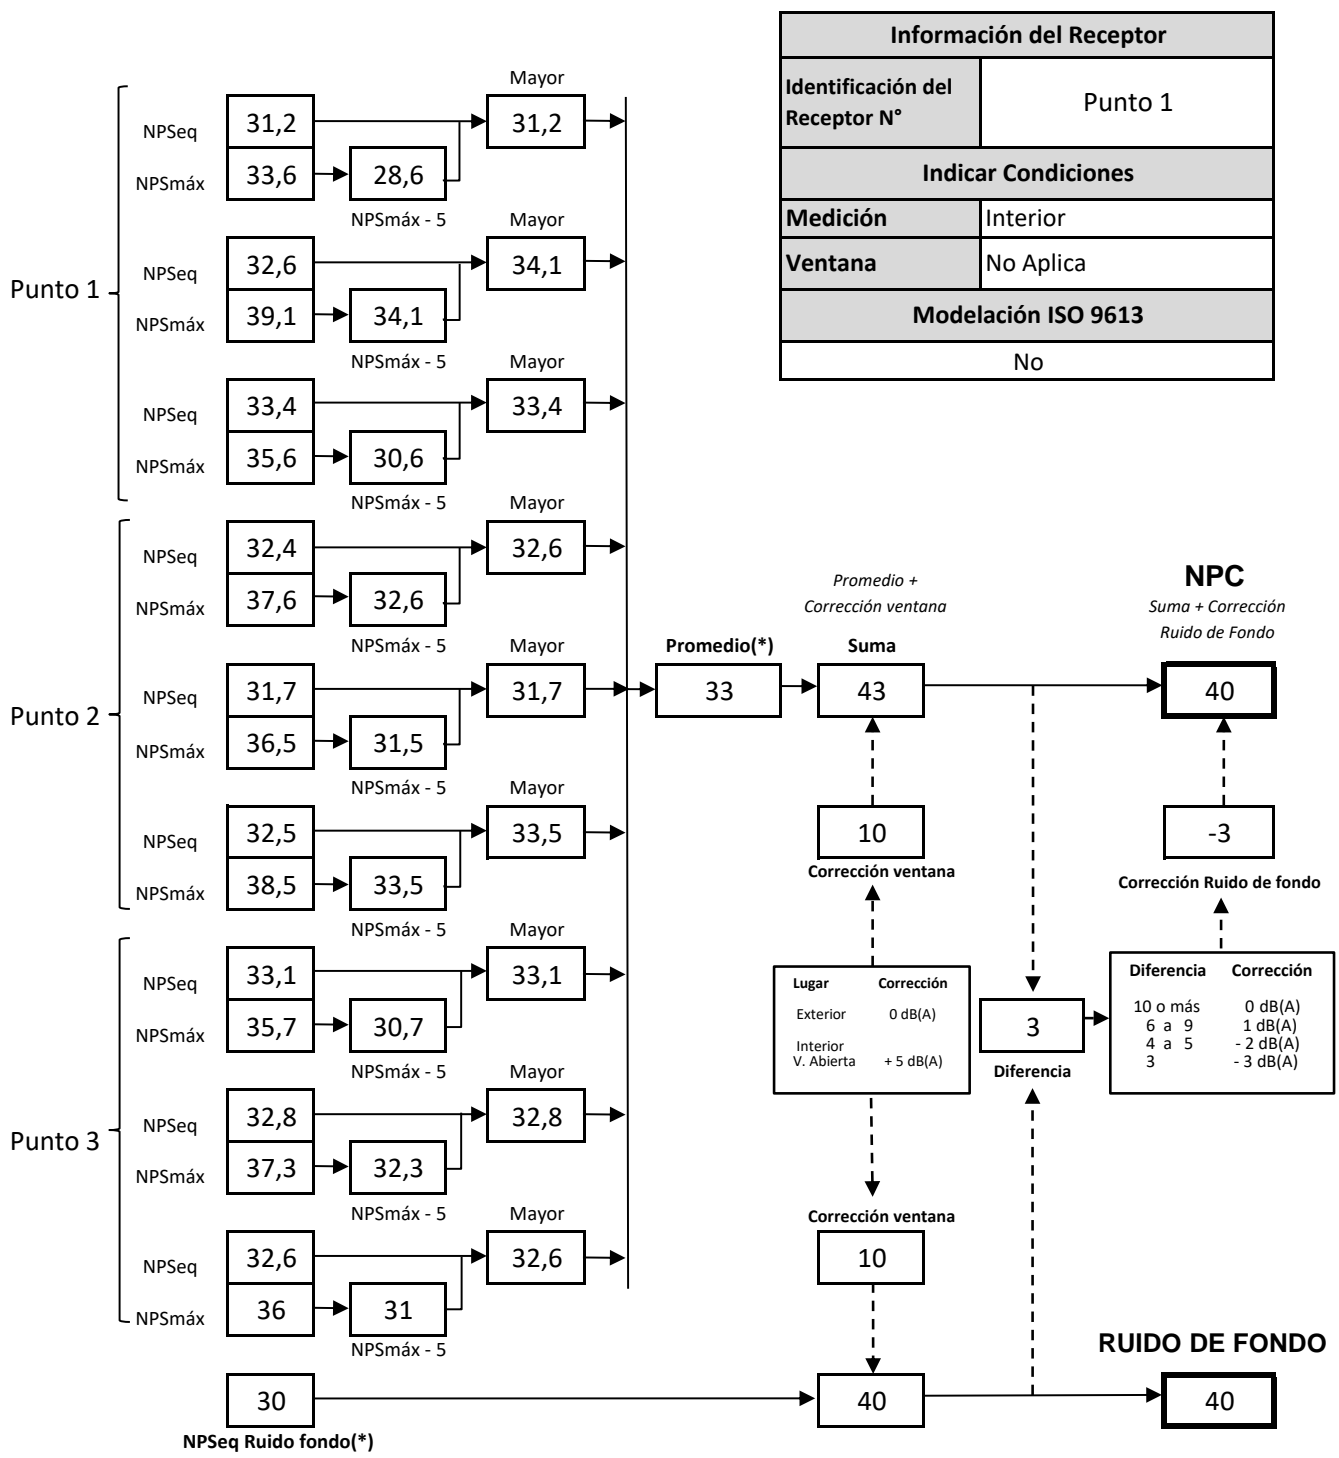 Información del Receptor
Identificación del
Receptor N°
Punto 1
Indicar Condiciones
Medición
Interior
Ventana
No Aplica
Modelación ISO 9613
No
Punto 1
Mayor
NPSeq
31,2
31,2
NPSmáx
33,6
28,6
NPSmáx - 5
Mayor
NPSeq
32,6
34,1
NPSmáx
39,1
34,1
NPSmáx - 5
Mayor
NPSeq
33,4
33,4
NPSmáx
35,6
30,6
NPSmáx - 5
Punto 2
Mayor
NPSeq
32,4
32,6
NPSmáx
37,6
32,6
NPSmáx - 5
Mayor
NPSeq
31,7
31,7
NPSmáx
36,5
31,5
NPSmáx - 5
Mayor
NPSeq
32,5
33,5
NPSmáx
38,5
33,5
NPSmáx - 5
Punto 3
NPSeq
33,1
Mayor
33,1
NPSmáx
35,7
30,7
NPSmáx - 5
Mayor
NPSeq
32,8
32,8
NPSmáx
37,3
32,3
NPSmáx - 5
Mayor
NPSeq
32,6
32,6
NPSmáx
36
31
NPSmáx - 5
30
NPSeq Ruido fondo(*)
Promedio(*)
33
Promedio +
Corrección ventana
Suma
43
10
Corrección ventana
Lugar Corrección
Exterior 0 dB(A)
Interior
V. Abierta + 5 dB(A)
Corrección ventana
10
40
3
Diferencia
NPC
Suma + Corrección
Ruido de Fondo
40
-3
Corrección Ruido de fondo
Diferencia Corrección
10 o más 0 dB(A)
6 a 9 1 dB(A)
4 a 5 - 2 dB(A)
3 - 3 dB(A)
RUIDO DE FONDO
40